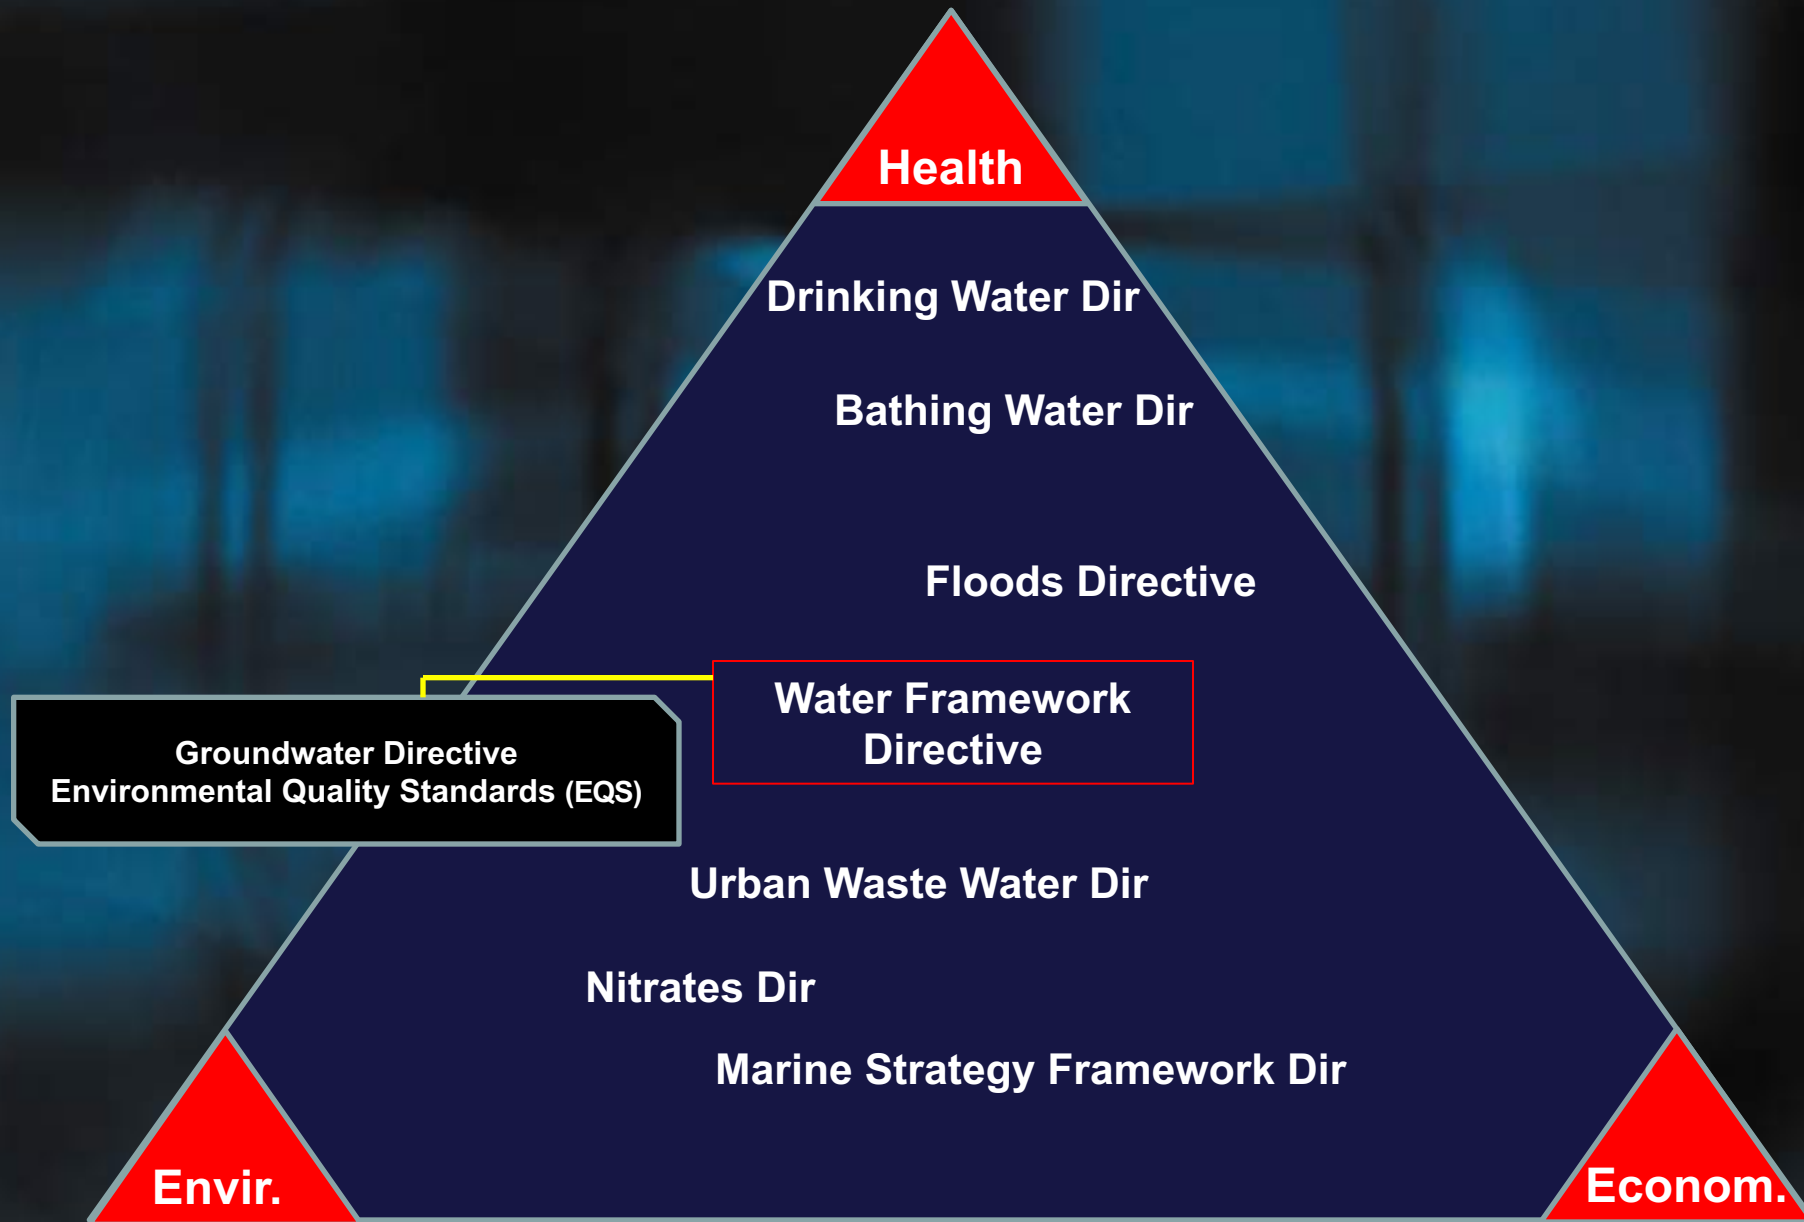 Health
Drinking Water Dir
Bathing Water Dir
Floods Directive
Water Framework
Directive
Groundwater Directive
Environmental Quality Standards (EQS)
Urban Waste Water Dir
Nitrates Dir
Marine Strategy Framework Dir
Envir.
Econom.